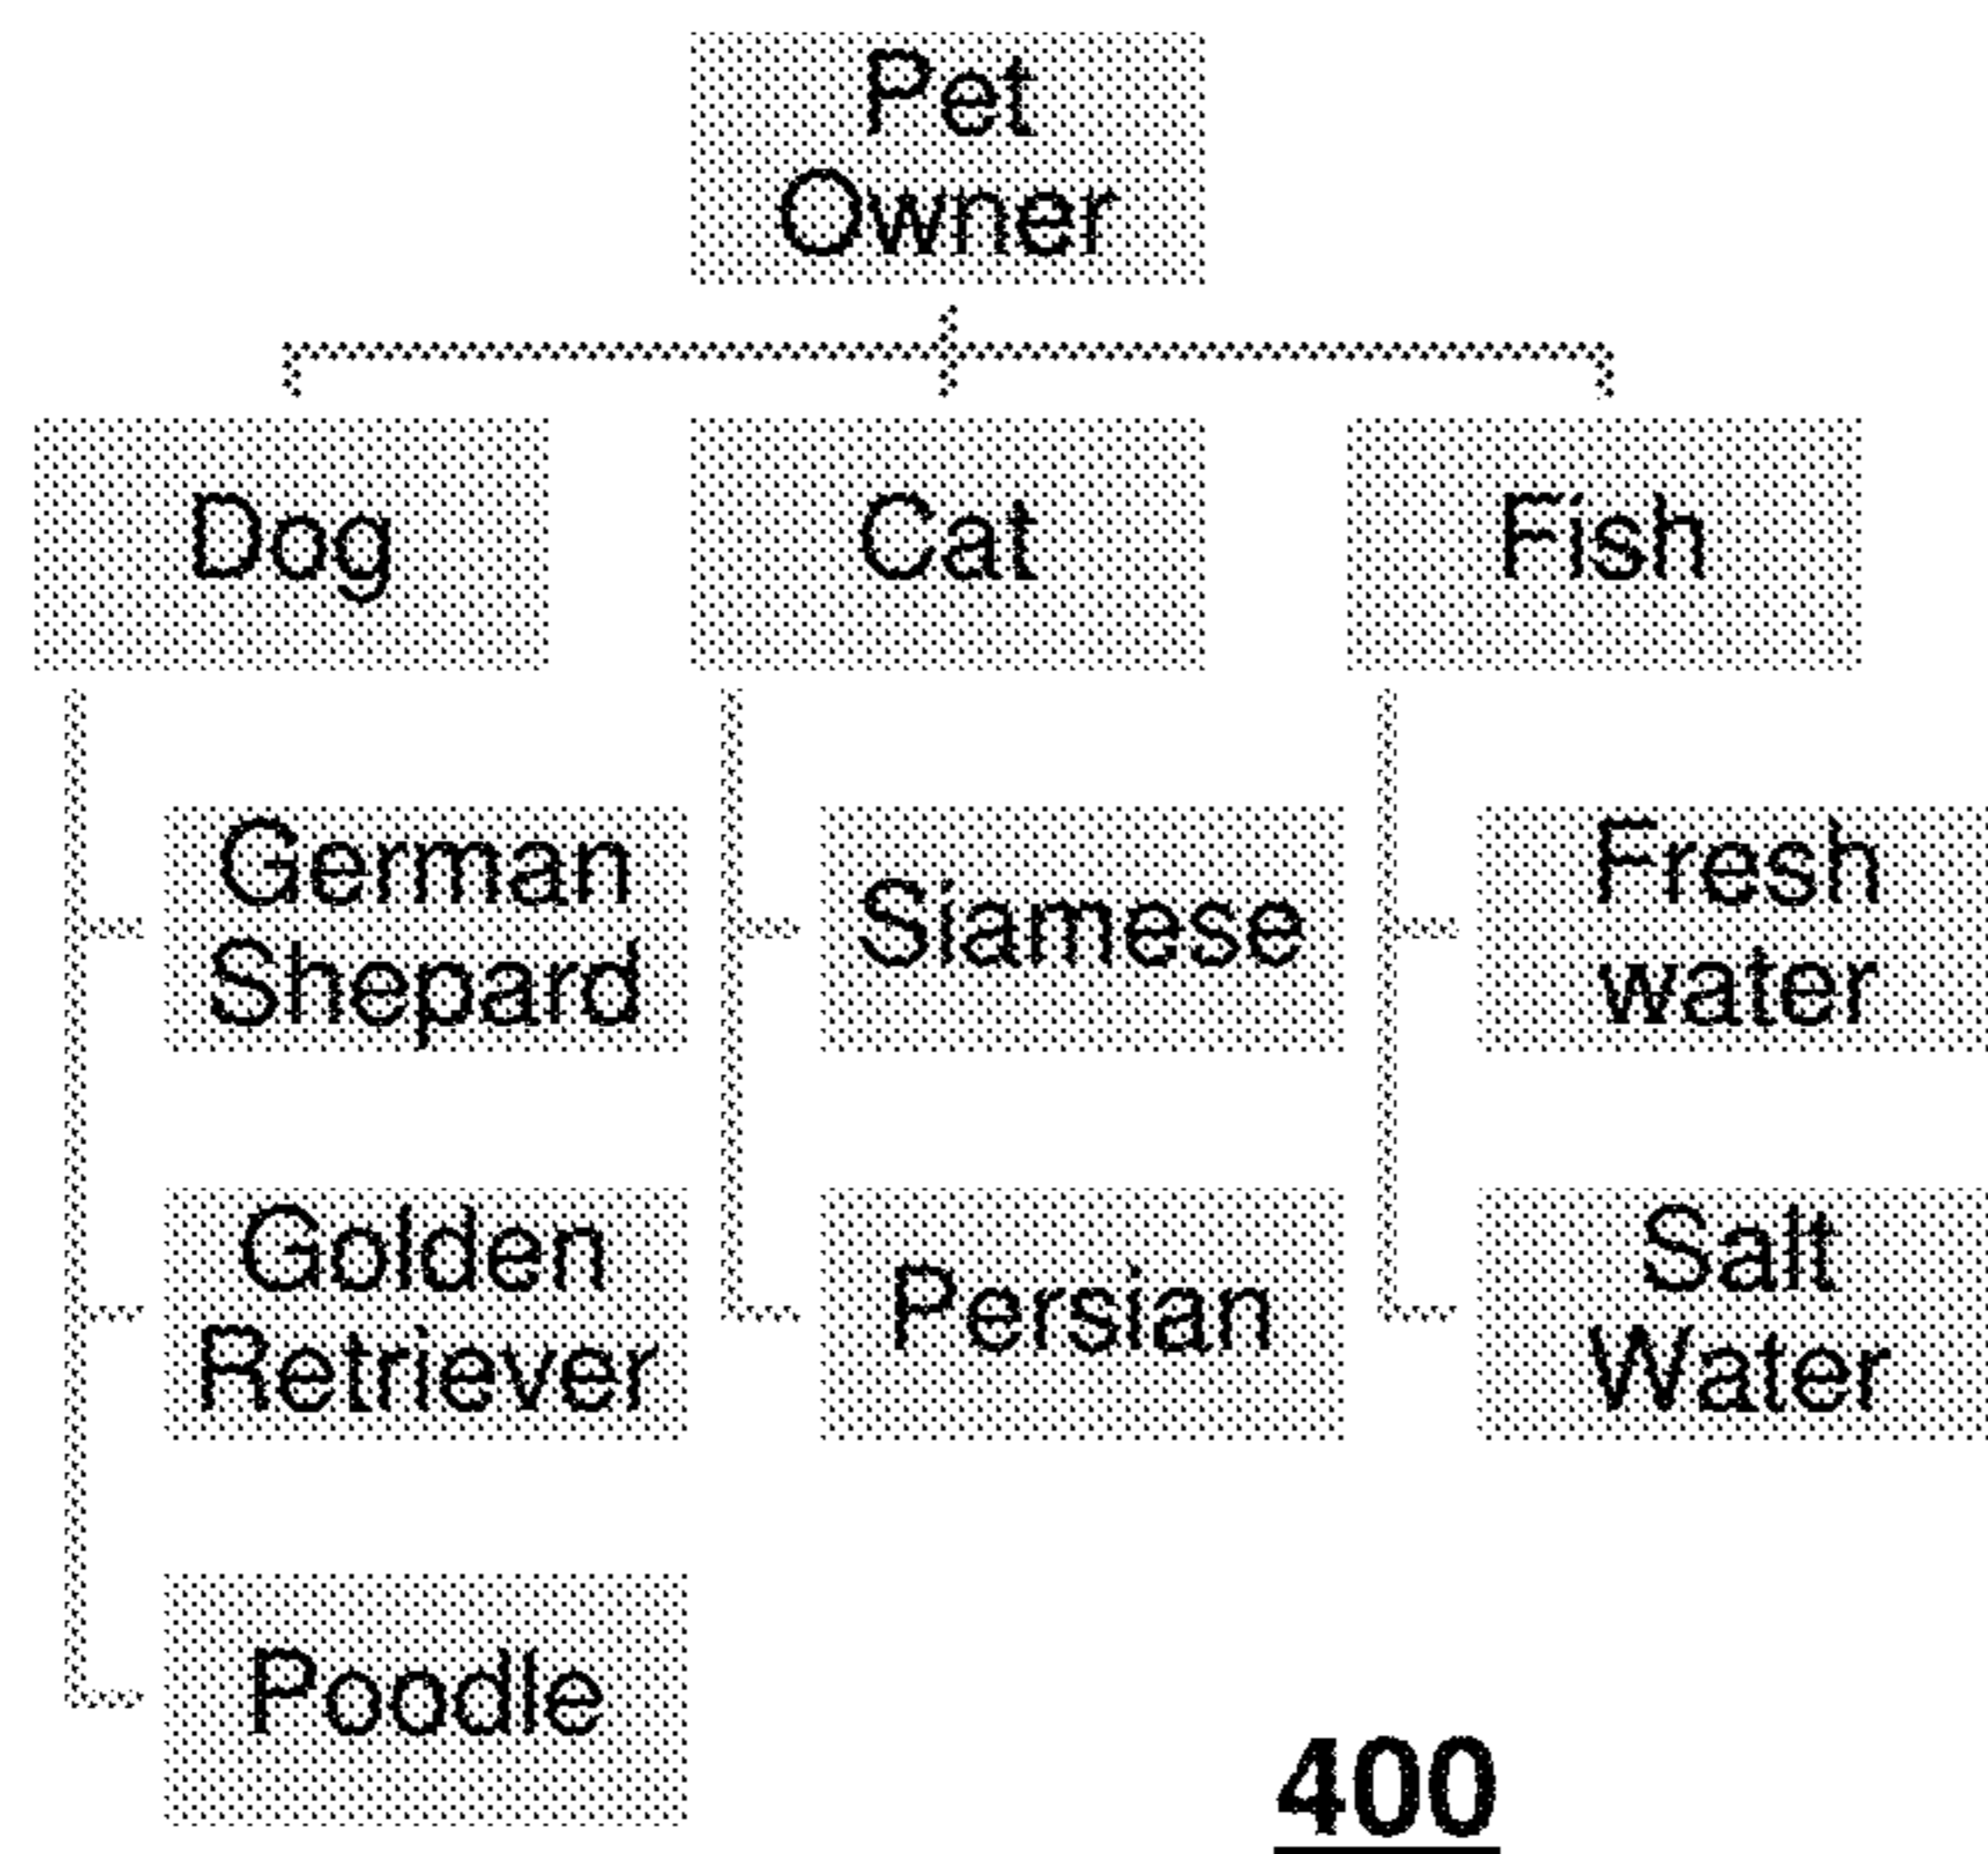 Pet
Owner
Dog
Cat
Fish
German
Shepard
Siamese
Fresh
water
Golden
Retriever
Persian
Salt
Water
Poodle
400